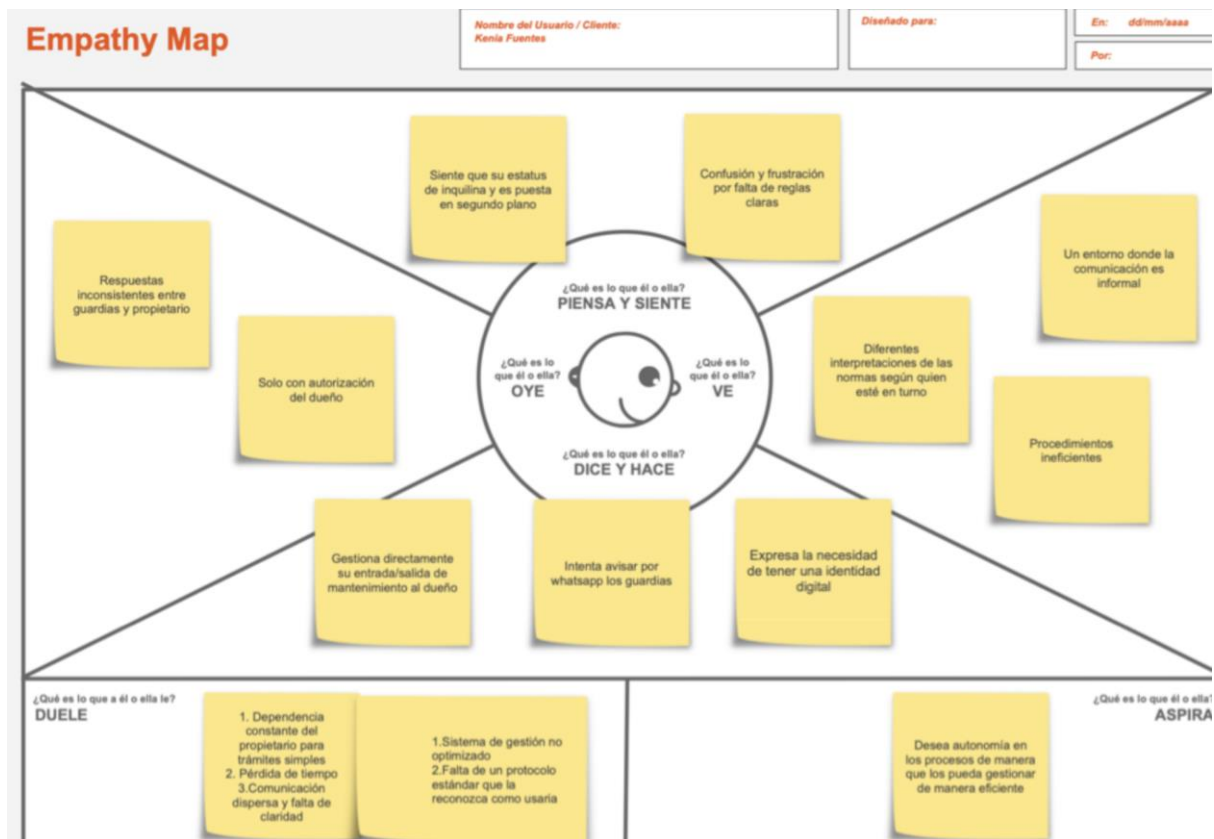 Empathy Map
Nombre del Usuario / Cliente:
Kenia Fuentes
Diseñado para:
En: dd/mm/aaaa
Por:
Siente que su estatus
de inquilina y es puesta
en segundo plano
Confusión y frustración
por falta de reglas
claras
Respuestas
inconsistentes entre
guardias y propietario
Solo con autorización
del dueño
Un entorno donde la
comunicación es
informal
Diferentes
interpretaciones de las
normas según quien
esté en turno
Procedimientos
ineficientes
¿Qué es lo que él o ella?
PIENSA Y SIENTE
¿Qué es lo
que él o ella?
OYE
¿Qué es lo
que él o ella?
VE
¿Qué es lo que él o ella?
DICE Y HACE
Gestiona directamente
su entrada/salida de
mantenimiento al dueño
Intenta avisar por
whatsapp los guardias
Expresa la necesidad
de tener una identidad
digital
¿Qué es lo que a él o ella le?
DUELE
1. Dependencia
constante del
propietario para
trámites simples
2. Pérdida de tiempo
3.Comunicación
dispersa y falta de
claridad
1.Sistema de gestión no
optimizado
2.Falta de un protocolo
estándar que la
reconozca como usaria
¿Qué es lo que él o ella?
ASPIRA
Desea autonomía en
los procesos de manera
que los pueda gestionar
de manera eficiente